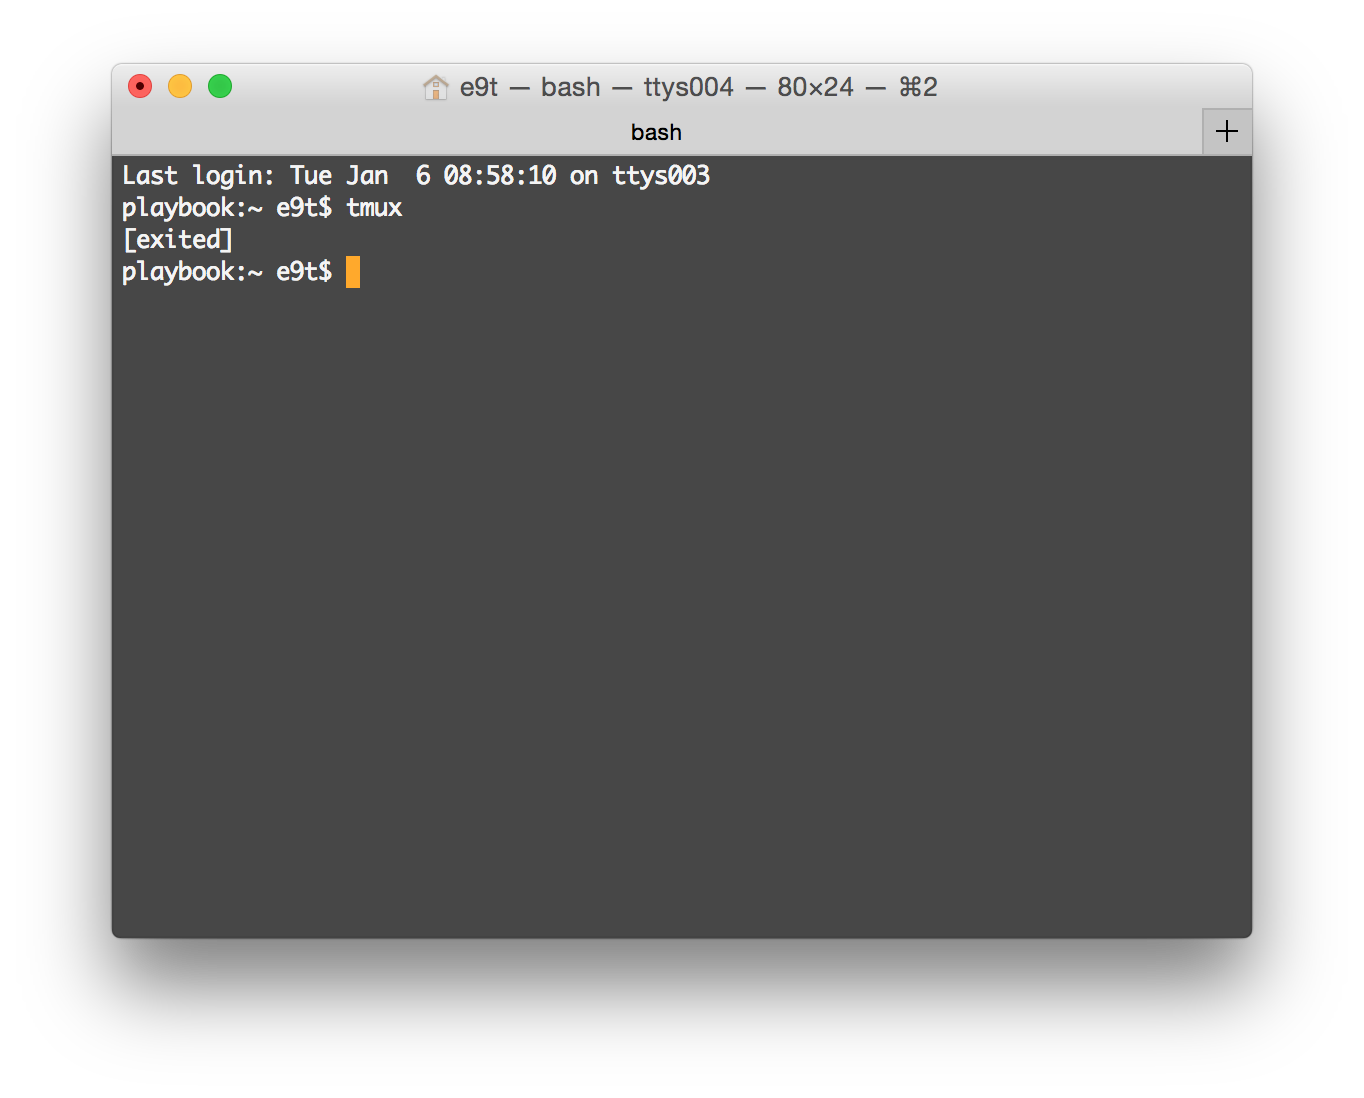 e9t — bash — ttys004 — 80×24 — ⌘2
bash
Last login: Tue Jan  6 08:58:10 on ttys003
playbook:~ e9t$ tmux
[exited]
playbook:~ e9t$